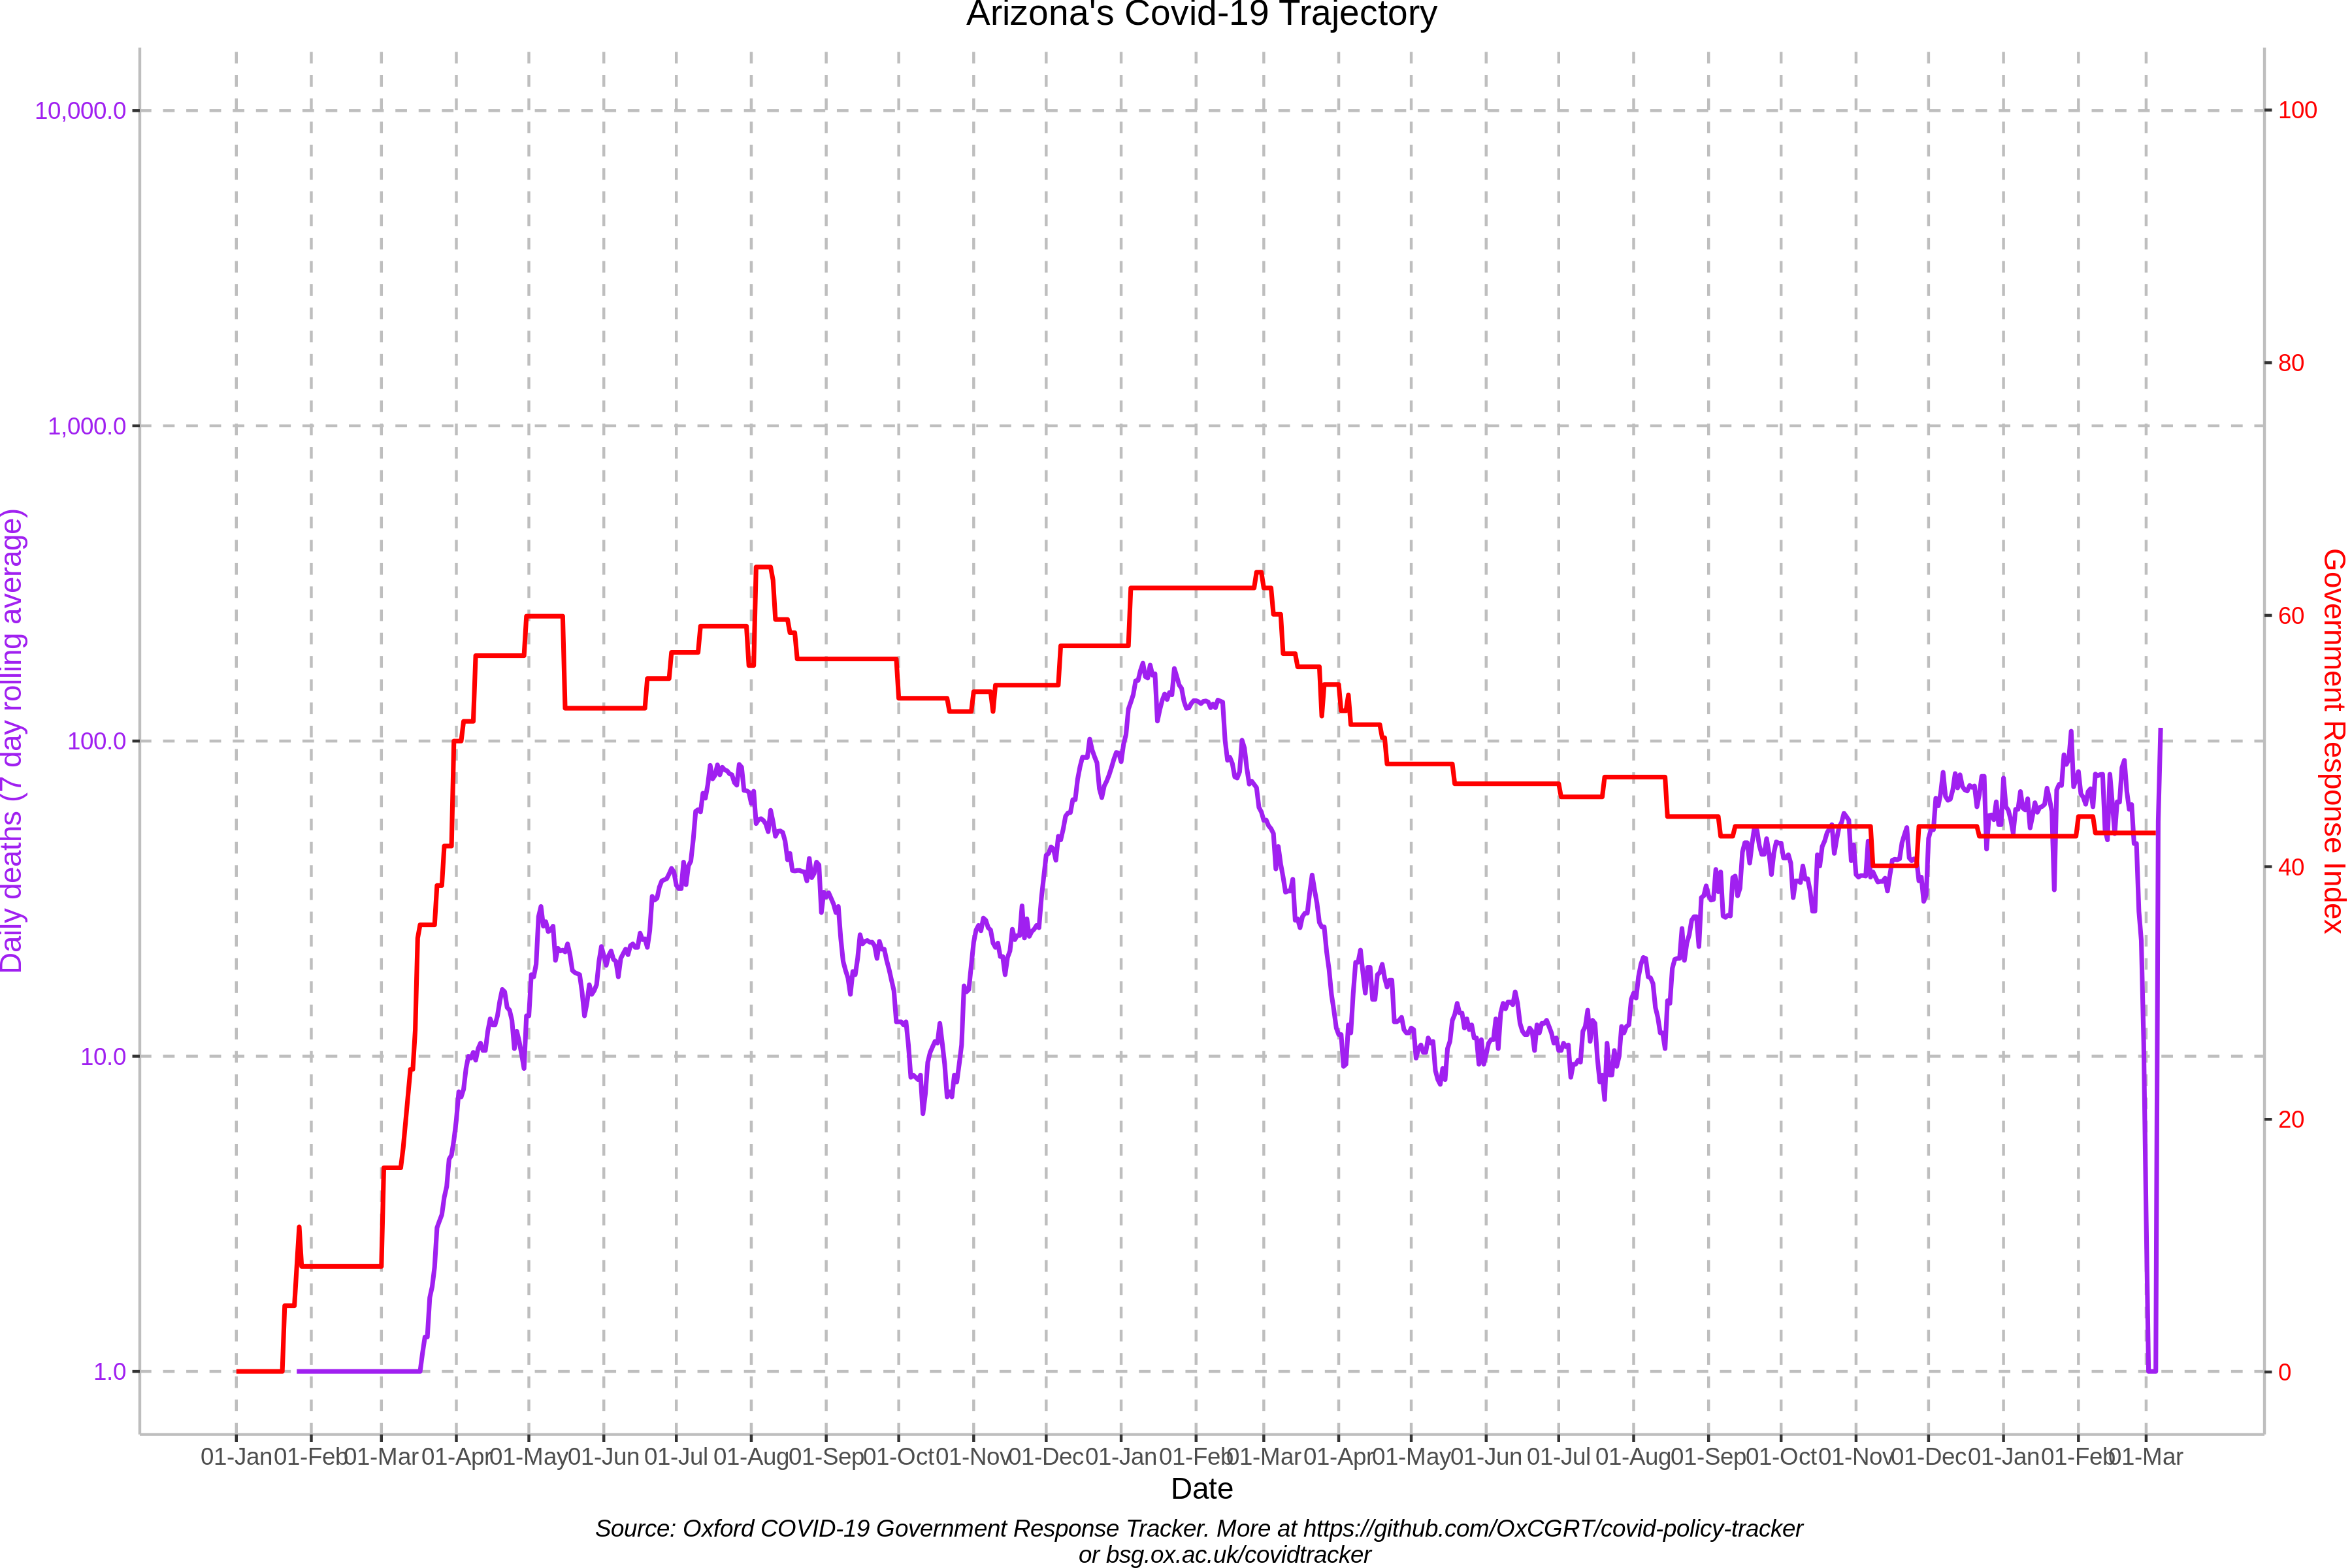 Arizona's Covid-19 Trajectory
Daily deaths (7 day rolling average)
10,000.0
1,000.0
100.0
10.0
1.0
100
80
60
40
20
0
Government Response Index
01-Jan 01-Feb 01-Mar 01-Apr 01-May 01-Jun 01-Jul 01-Aug 01-Sep 01-Oct 01-Nov 01-Dec 01-Jan 01-Feb 01-Mar 01-Apr 01-May 01-Jun 01-Jul 01-Aug 01-Sep 01-Oct 01-Nov 01-Dec 01-Jan 01-Feb 01-Mar
Date
Source: Oxford COVID-19 Government Response Tracker. More at https://github.com/OxCGRT/covid-policy-tracker
or bsg.ox.ac.uk/covidtracker